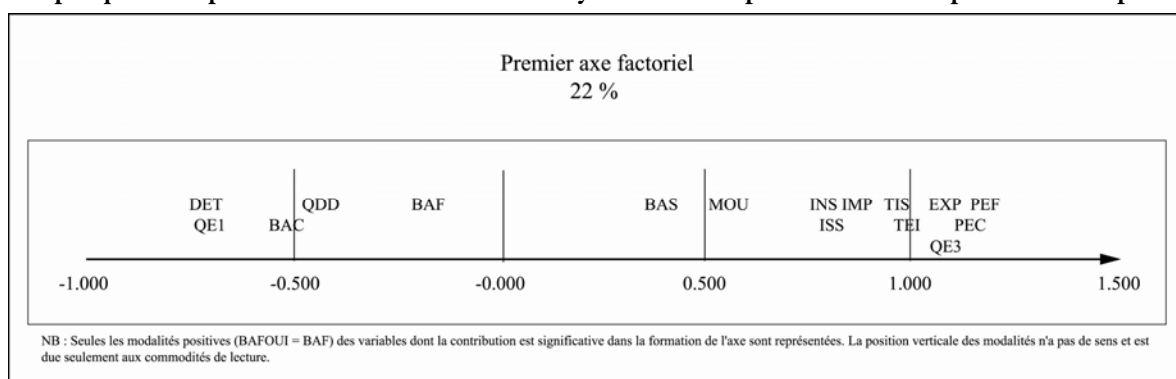 Premier axe factoriel
22 %
DET QDD BAF BAS MOU INS IMP TIS EXP PEF
QE1 BAC ISS TEI PEC
QE3
-1.000 -0.500 -0.000 0.500 1.000 1.500
NB : Seules les modalités positives (BAFOUI = BAF) des variables dont la contribution est significative dans la formation de l'axe sont représentées. La position verticale des modalités n'a pas de sens et est
due seulement aux commodités de lecture.